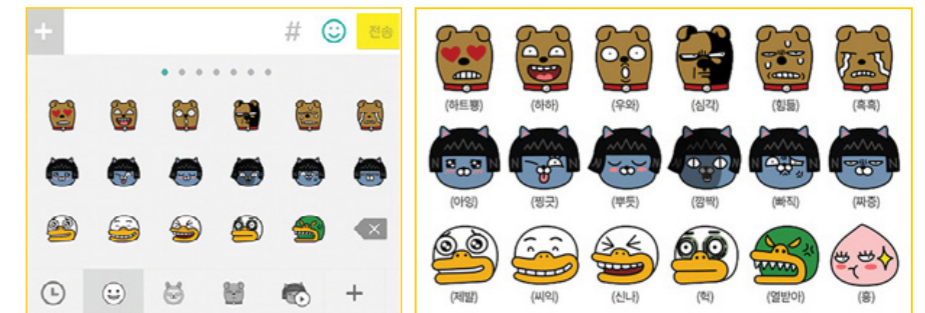 #
전송
(하트뿅) (하하) (우와) (심각) (힘듦) (흑흑)
(아잉) (찡긋) (뿌듯) (깜짝) (빠직) (짜증)
(제발) (씨익) (신나) (헉) (열받아) (흥)